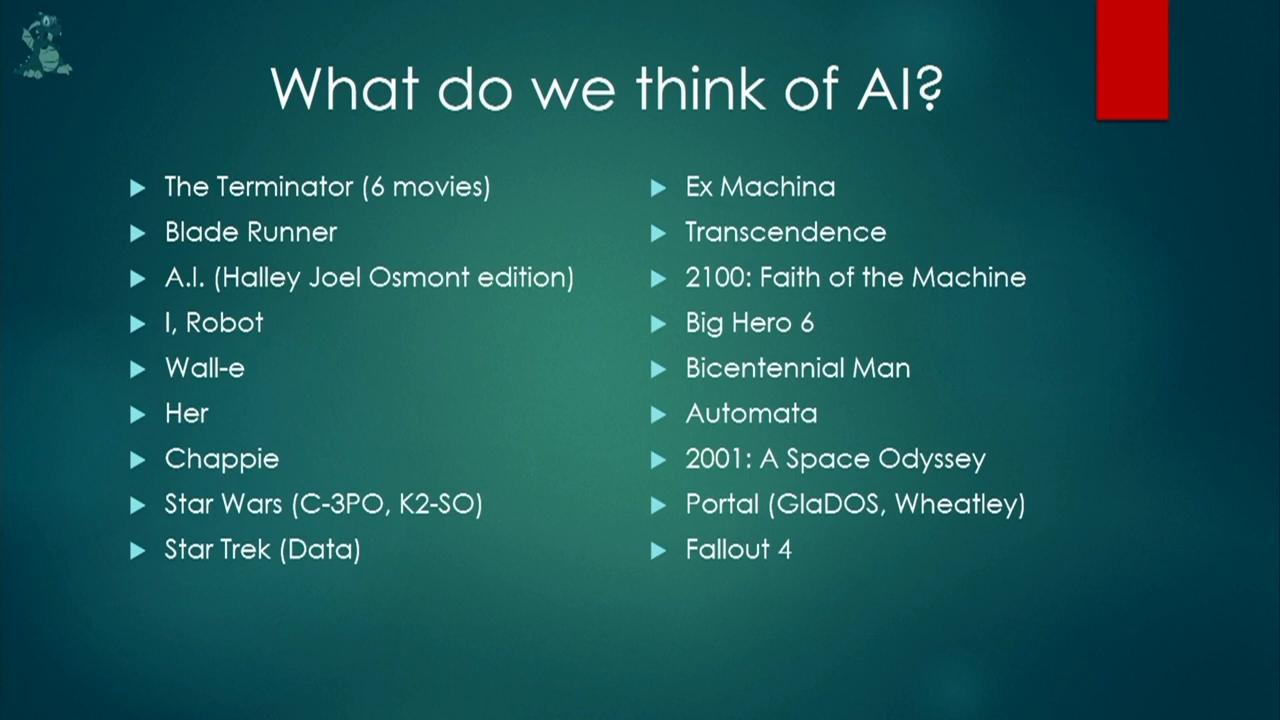 What do we think of AI?
The Terminator (6 movies)
Blade Runner
A.I. (Halley Joel Osmont edition)
I, Robot
Wall-e
Her
Chappie
Star Wars (C-3PO, K2-SO)
Star Trek (Data)
Ex Machina
Transcendence
2100: Faith of the Machine
Big Hero 6
Bicentennial Man
Automata
2001: A Space Odyssey
Portal (GlaDOS, Wheatley)
Fallout 4